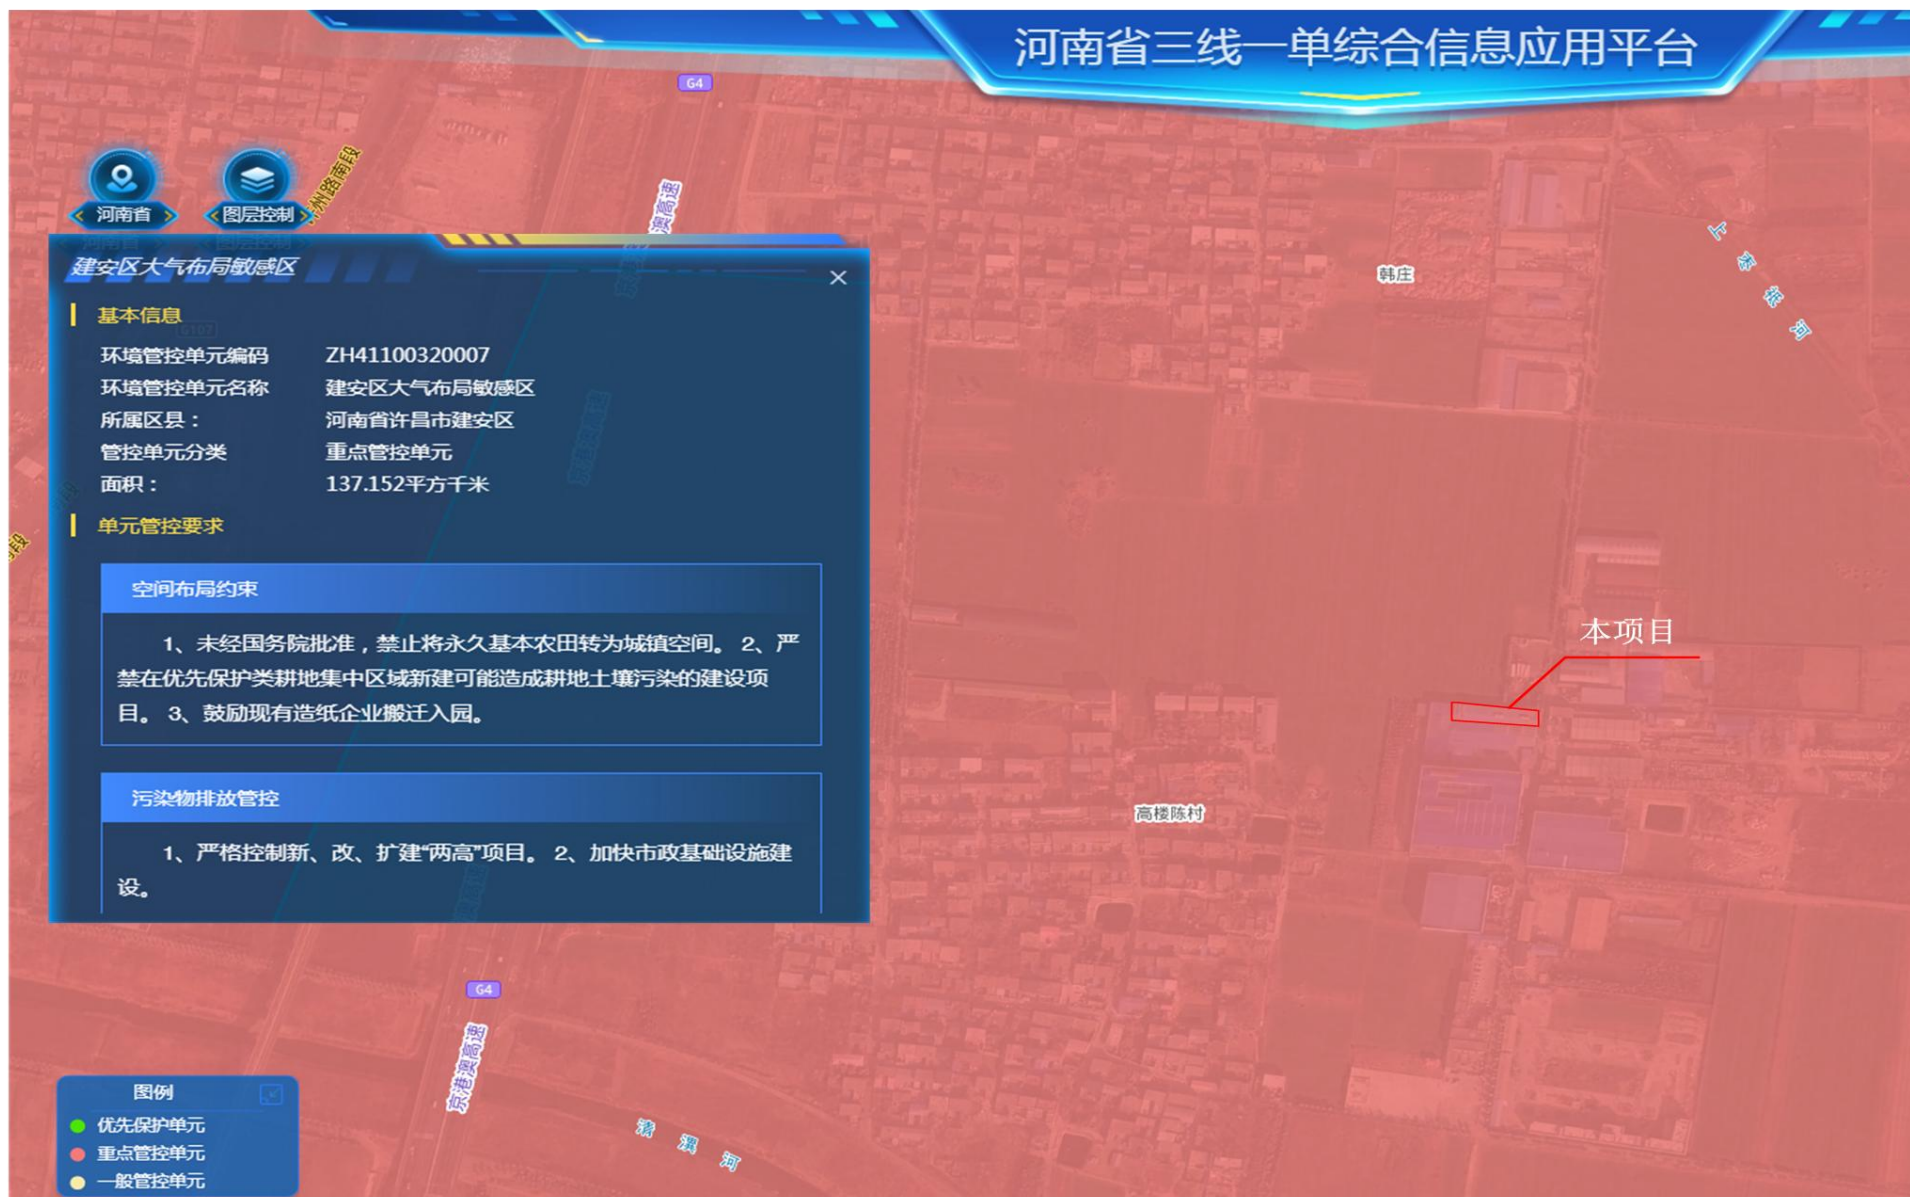 河南省三线一单综合信息应用平台
G4
河南省
图层控制
州路南段
澳高速
建安区大气布局敏感区
基本信息
G107
环境管控单元编码 ZH41100320007
环境管控单元名称 建安区大气布局敏感区
所属区县： 河南省许昌市建安区
管控单元分类 重点管控单元
面积： 137.152平方千米
单元管控要求
空间布局约束
1、未经国务院批准，禁止将永久基本农田转为城镇空间。 2、严
禁在优先保护类耕地集中区域新建可能造成耕地土壤污染的建设项
目。 3、鼓励现有造纸企业搬迁入园。
污染物排放管控
1、严格控制新、改、扩建“两高”项目。 2、加快市政基础设施建
设。
韩庄
本项目
高楼陈村
G4
京港澳高速
清潩河
图例
优先保护单元
重点管控单元
一般管控单元